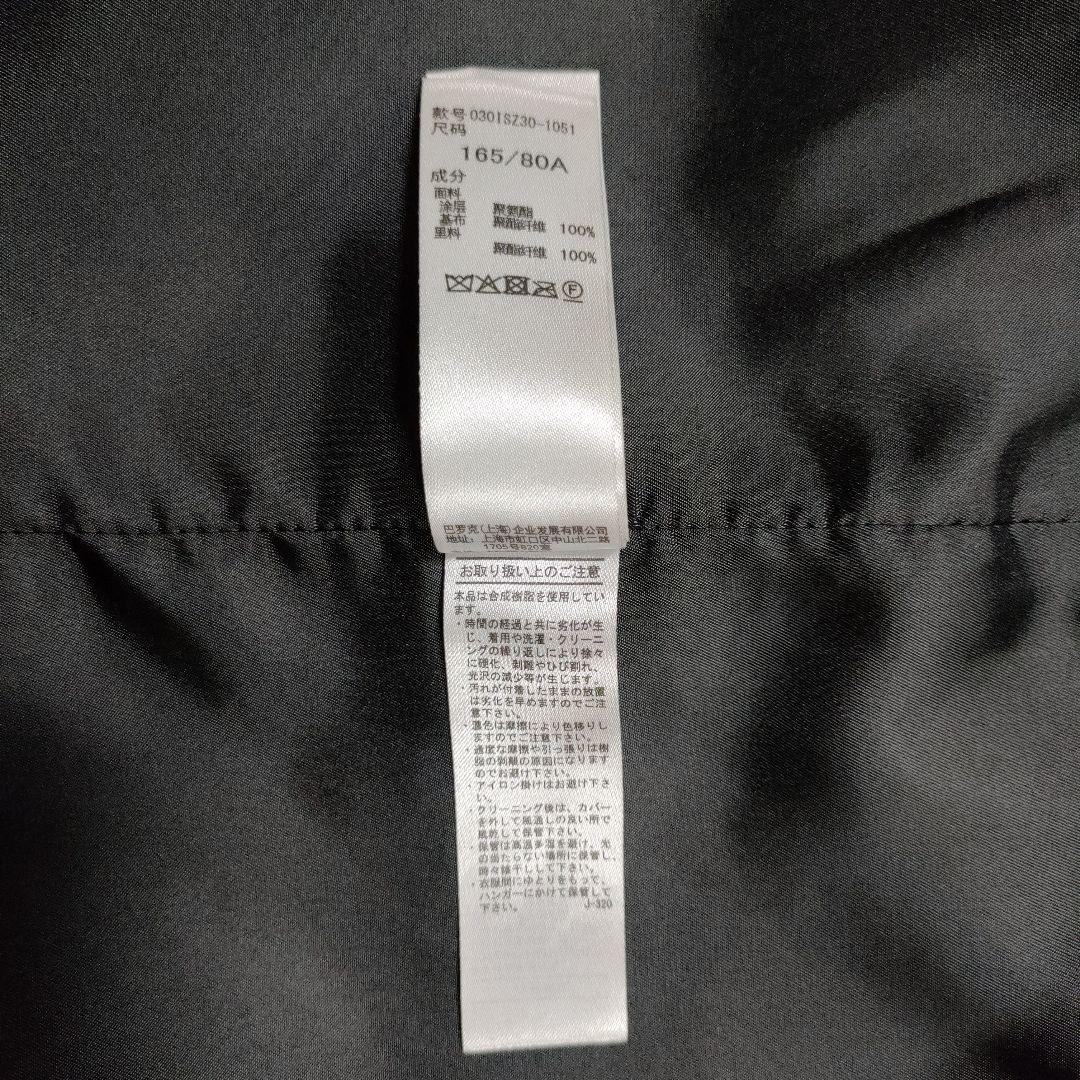 款号 0301SZ30-1051
尺码
165/80A
成分
面料
涂层 聚氨酯
基布 聚酯纤维 100%
里料
聚酯纤维 100%
F
巴罗克(上海)企业发展有限公司
地址: 上海市虹口区中山北二路
1705号820室
お取り扱い上のご注意
本品は合成樹脂を使用してい
ます。
・時間の経過と共に劣化が生
じ、着用や洗濯・クリーニ
ングの繰り返しにより徐々
に硬化、剥離やひび割れ、
光沢の減少等が生じます。
・汚れが付着したままの放置
は劣化を早めますのでご注
意下さい。
・濃色は摩擦により色移りし
ますのでご注意下さい。
・過度な摩擦や引っ張りは樹
脂の剥離の原因になります
のでお避け下さい。
・アイロン掛けはお避け下さ
い。
・クリーニング後は、カバー
を外して風通しの良い所で
風乾して保管下さい。
・保管は高温多湿を避け、光
の当たらない場所に保管し、
時々陰干しして下さい。
・衣服間にゆとりをもって、
ハンガーにかけて保管して
下さい。 J-320